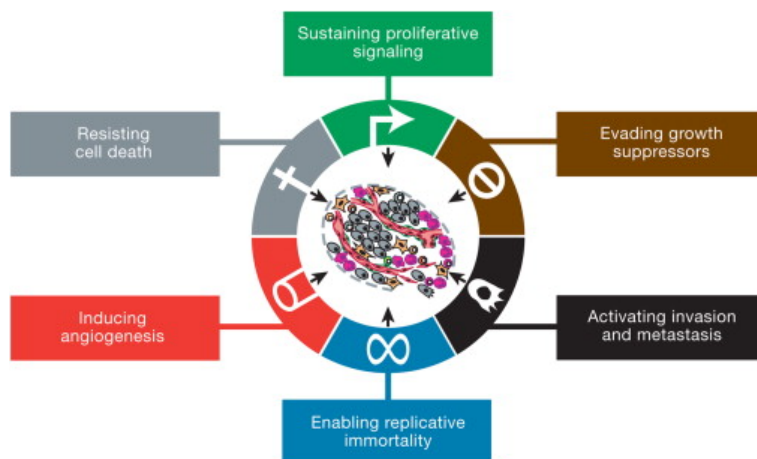 Sustaining proliferative
signaling
Resisting
cell death
Evading growth
suppressors
Inducing
angiogenesis
Activating invasion
and metastasis
Enabling replicative
immortality